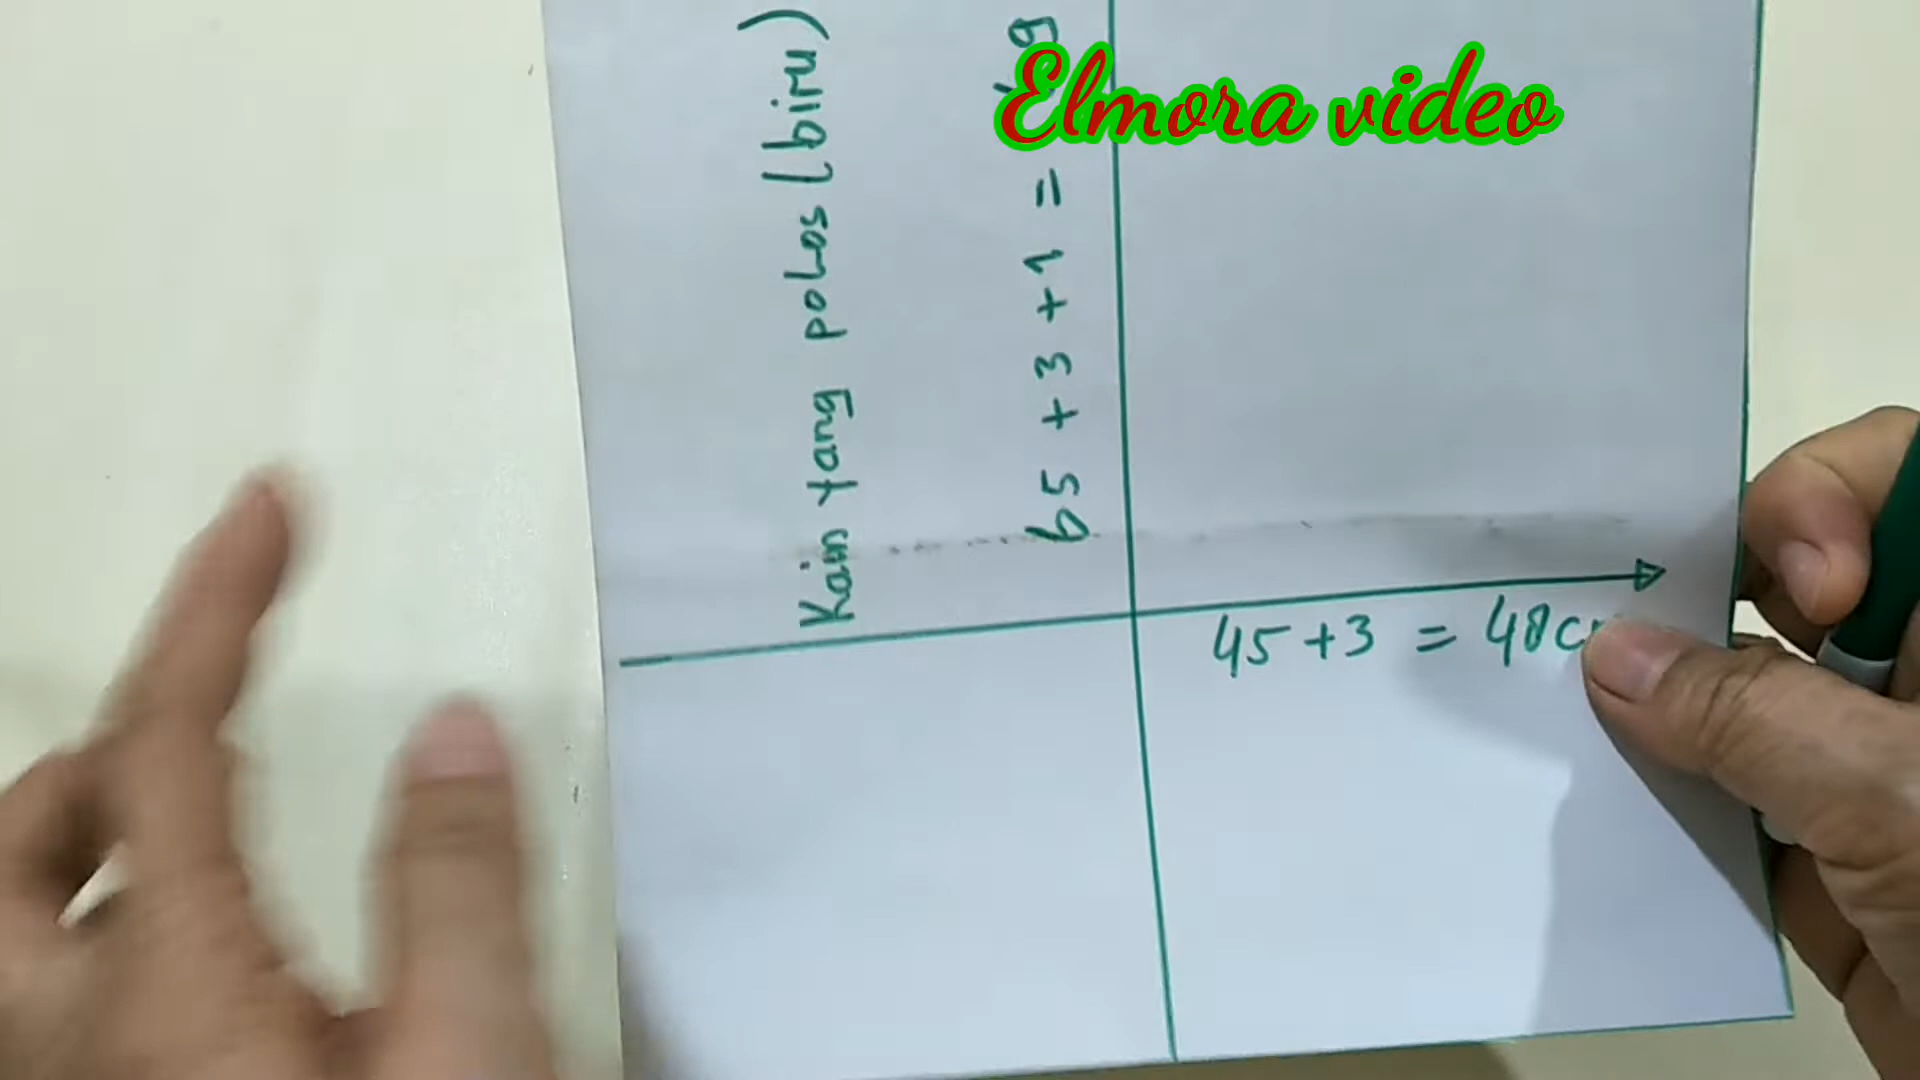 Elmora video
Kain yang polos (biru)
65 + 3 + 1 =
45 + 3 = 48 c